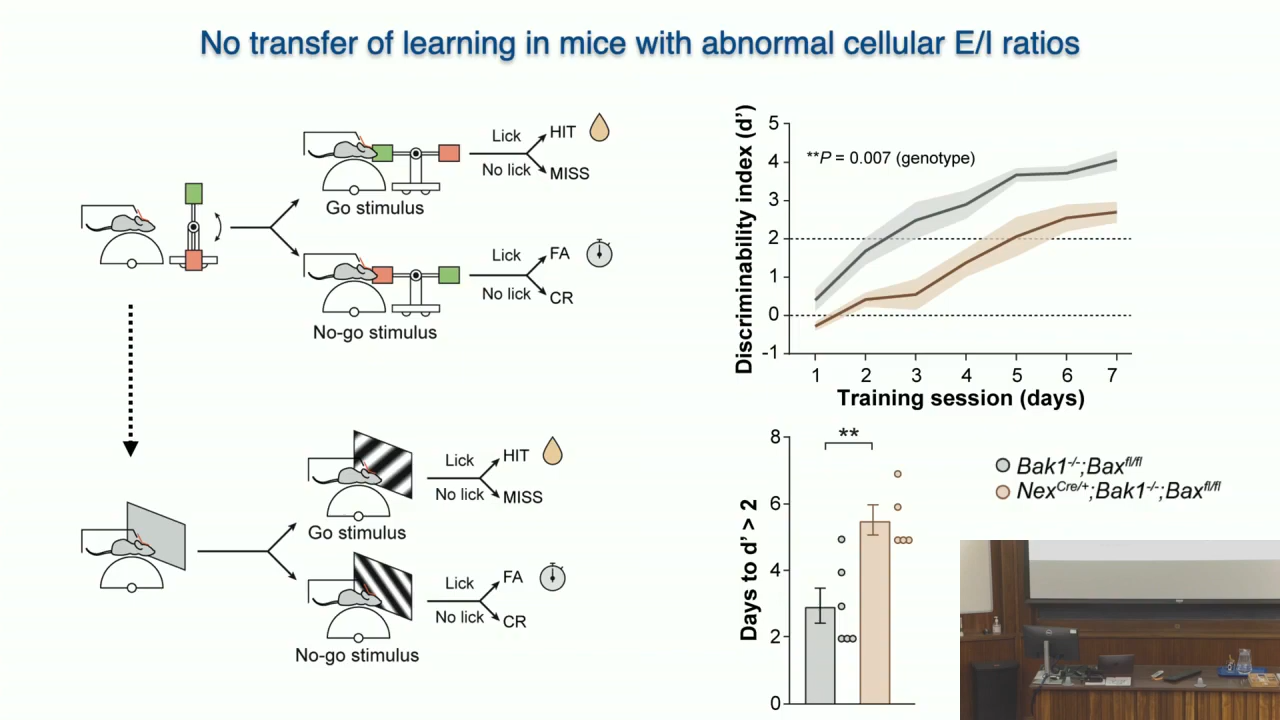 No transfer of learning in mice with abnormal cellular E/I ratios
Lick
HIT
No lick
MISS
Go stimulus
Lick
FA
No lick
CR
No-go stimulus
Lick
HIT
No lick
MISS
Go stimulus
Lick
FA
No lick
CR
No-go stimulus
Discriminability index (d')
5
4
3
2
1
0
-1
**P = 0.007 (genotype)
1 2 3 4 5 6 7
Training session (days)
Days to d' > 2
8
6
4
2
0
**
Bak1-/-;Baxfl/fl
NexCre/+;Bak1-/-;Baxfl/fl